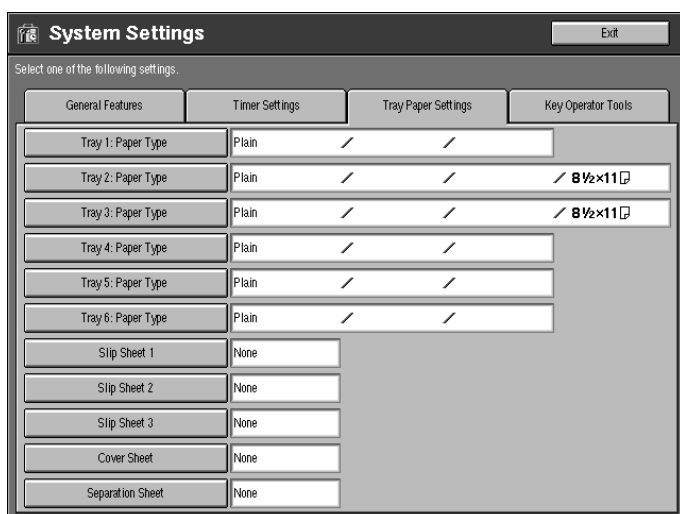 System Settings
Exit
Select one of the following settings.
General Features
Timer Settings
Tray Paper Settings
Key Operator Tools
Tray 1: Paper Type Plain / /
Tray 2: Paper Type Plain / / / 8½×11
Tray 3: Paper Type Plain / / / 8½×11
Tray 4: Paper Type Plain / /
Tray 5: Paper Type Plain / /
Tray 6: Paper Type Plain / /
Slip Sheet 1 None
Slip Sheet 2 None
Slip Sheet 3 None
Cover Sheet None
Separation Sheet None